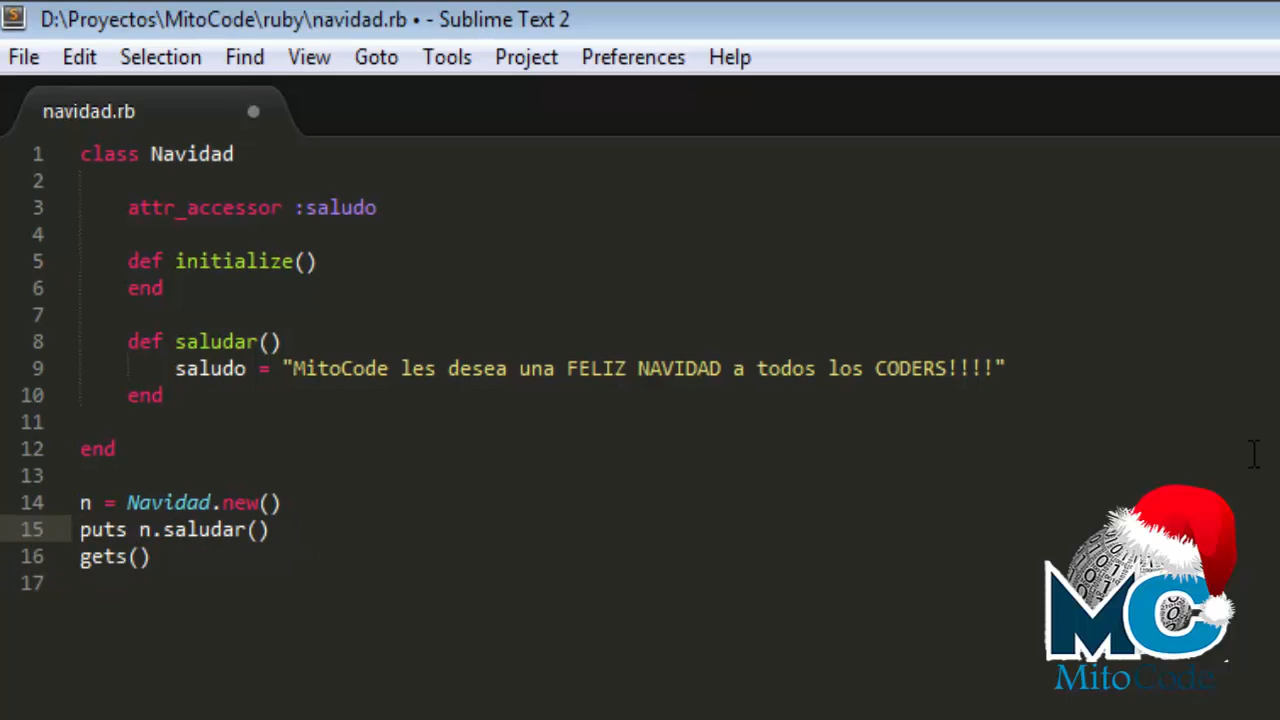 D:\Proyectos\MitoCode\ruby\navidad.rb • - Sublime Text 2
File Edit Selection Find View Goto Tools Project Preferences Help
navidad.rb
1 class Navidad
2
3 attr_accessor :saludo
4
5 def initialize()
6 end
7
8 def saludar()
9 saludo = "MitoCode les desea una FELIZ NAVIDAD a todos los CODERS!!!!"
10 end
11
12 end
13
14 n = Navidad.new()
15 puts n.saludar()
16 gets()
17
MC
MitoCode